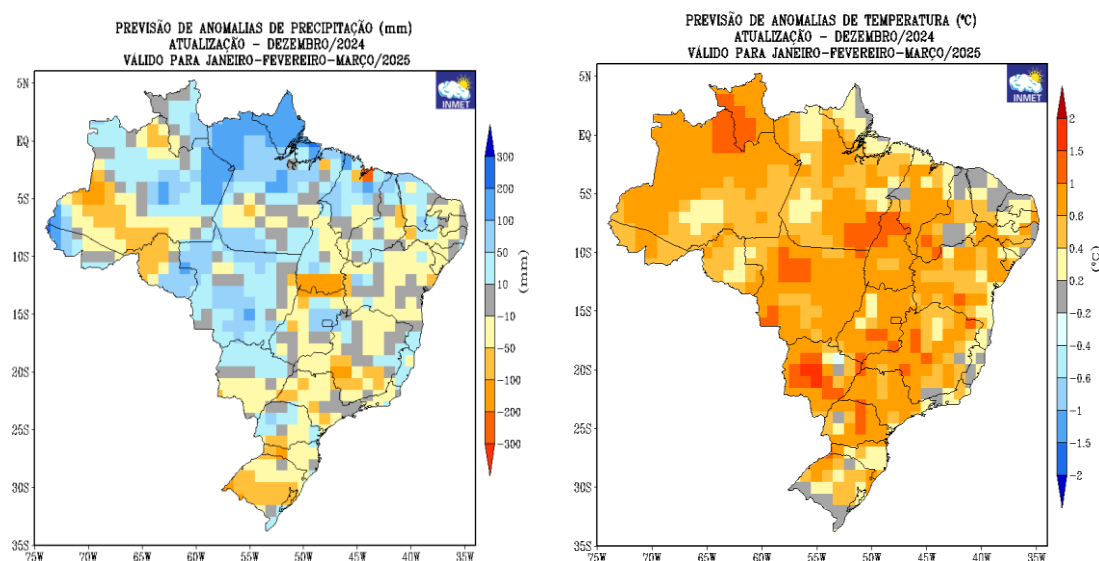 PREVISÃO DE ANOMALIAS DE PRECIPITAÇÃO (mm)
ATUALIZAÇÃO - DEZEMBRO/2024
VÁLIDO PARA JANEIRO-FEVEREIRO-MARÇO/2025
INMET
5N
EQ
5S
10S
15S
20S
25S
30S
35S
75W
70W
65W
60W
55W
50W
45W
40W
35W
300
200
100
50
10
-10
-50
-100
-200
-300
(mm)
PREVISÃO DE ANOMALIAS DE TEMPERATURA (°C)
ATUALIZAÇÃO - DEZEMBRO/2024
VÁLIDO PARA JANEIRO-FEVEREIRO-MARÇO/2025
INMET
5N
EQ
5S
10S
15S
20S
25S
30S
35S
75W
70W
65W
60W
55W
50W
45W
40W
35W
2
1.5
1
0.6
0.4
0.2
-0.2
-0.4
-0.6
-1
-1.5
-2
(°C)